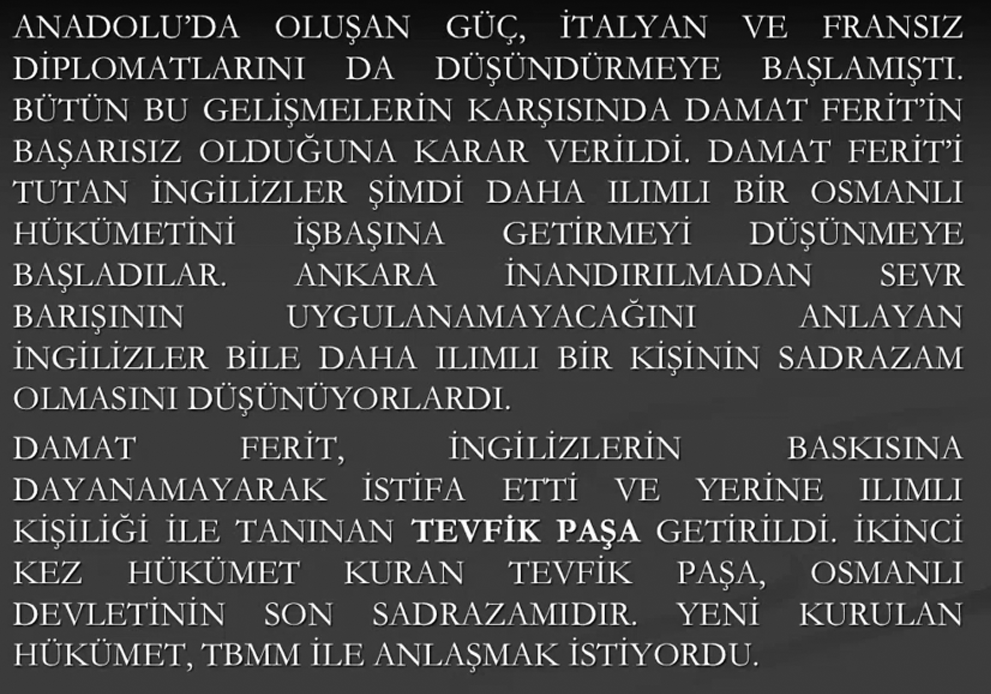 ANADOLU’DA OLUŞAN GÜÇ, İTALYAN VE FRANSIZ
DİPLOMATLARINI DA DÜŞÜNDÜRMEYE BAŞLAMIŞTI.
BÜTÜN BU GELİŞMELERİN KARŞISINDA DAMAT FERİT’İN
BAŞARISIZ OLDUĞUNA KARAR VERİLDİ. DAMAT FERİT’İ
TUTAN İNGİLİZLER ŞİMDİ DAHA ILIMLI BİR OSMANLI
HÜKÜMETİNİ İŞBAŞINA GETİRMEYİ DÜŞÜNMEYE
BAŞLADILAR. ANKARA İNANDIRILMADAN SEVR
BARIŞININ UYGULANAMAYACAĞINI ANLAYAN
İNGİLİZLER BİLE DAHA ILIMLI BİR KİŞİNİN SADRAZAM
OLMASINI DÜŞÜNÜYORLARDI.
DAMAT FERİT, İNGİLİZLERİN BASKISINA
DAYANAMAYARAK İSTİFA ETTİ VE YERİNE ILIMLI
KİŞİLİĞİ İLE TANINAN TEVFİK PAŞA GETİRİLDİ. İKİNCİ
KEZ HÜKÜMET KURAN TEVFİK PAŞA, OSMANLI
DEVLETİNİN SON SADRAZAMIDIR. YENİ KURULAN
HÜKÜMET, TBMM İLE ANLAŞMAK İSTİYORDU.